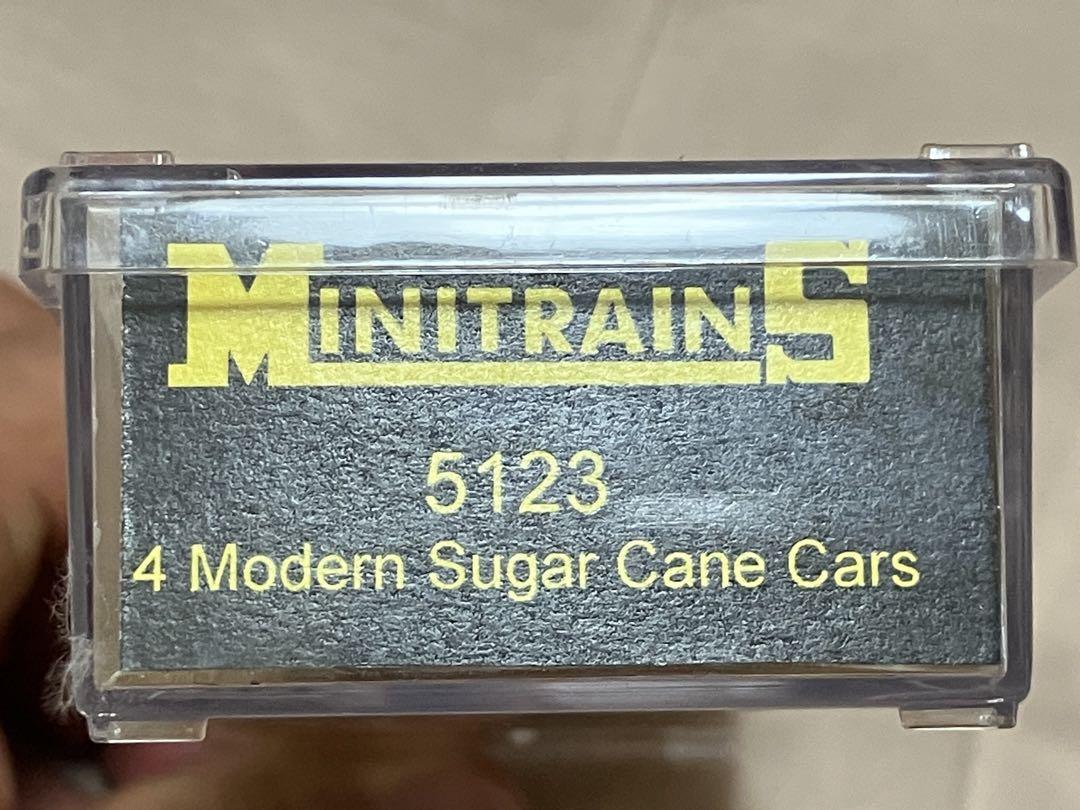 MINITRAINS
5123
4 Modern Sugar Cane Cars